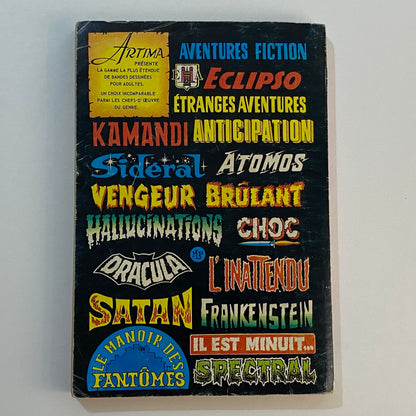 ARTIMA
PRÉSENTE
LA GAMME LA PLUS ÉTENDUE
DE BANDES DESSINÉES
POUR ADULTES.
UN CHOIX INCOMPARABLE
PARMI LES CHEFS-D'ŒUVRE
DU GENRE.
AVENTURES FICTION
ECLIPSO
ÉTRANGES AVENTURES
KAMANDI ANTICIPATION
Sidéral ATOMOS
VENGEUR BRÛLANT
HALLUCINATIONS CHOC
DRACULA L'INATTENDU
SATAN FRANKENSTEIN
LE MANOIR DES
FANTÔMES
IL EST MINUIT...
SPECTRAL